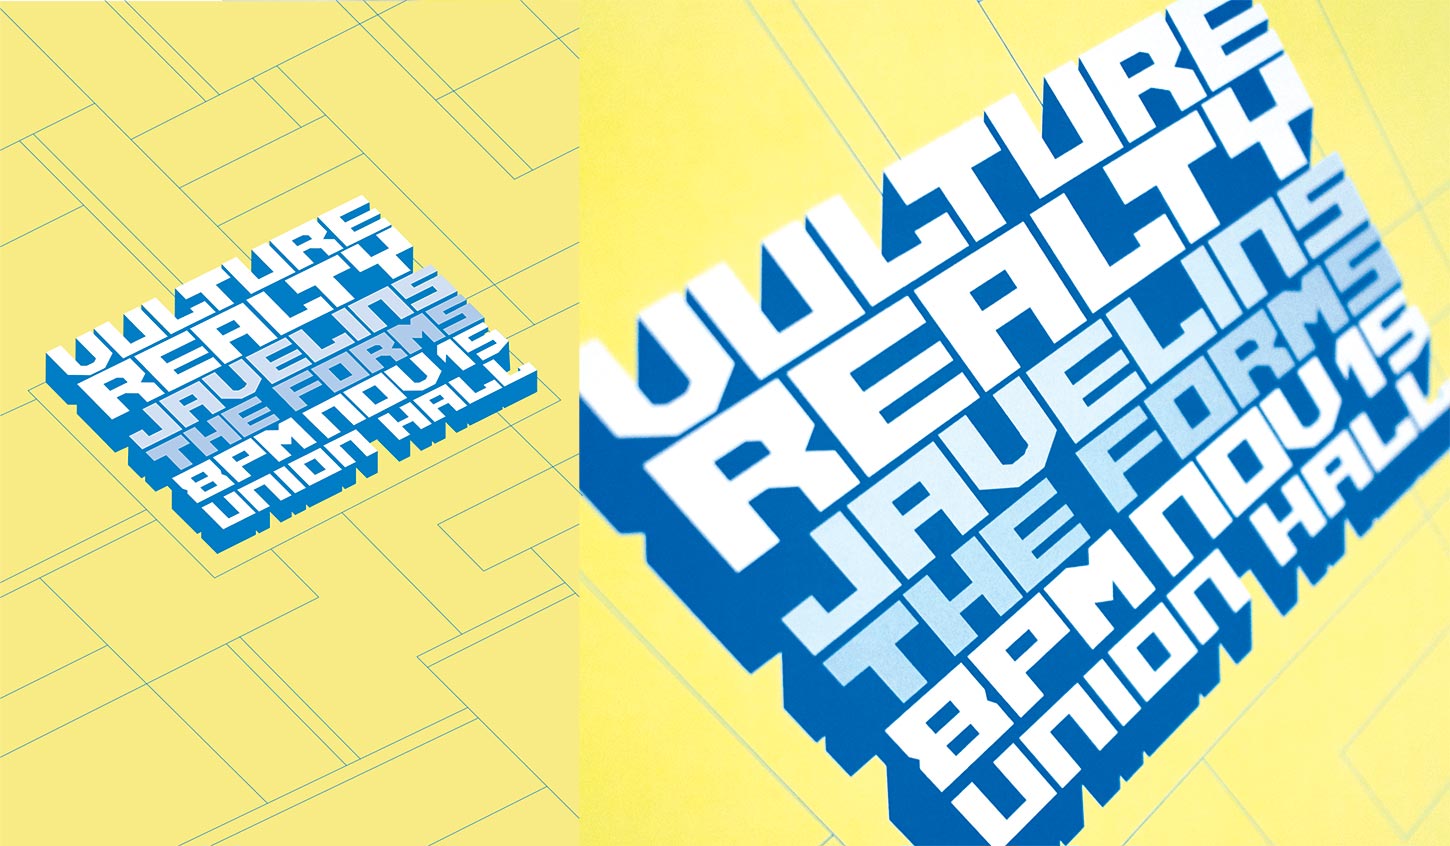 VULTURE
REALTY
JAVELINS
THE FORMS
8PM NOV 15
UNION HALL
VULTURE
REALTY
JAVELINS
THE FORMS
8PM NOV 15
UNION HALL